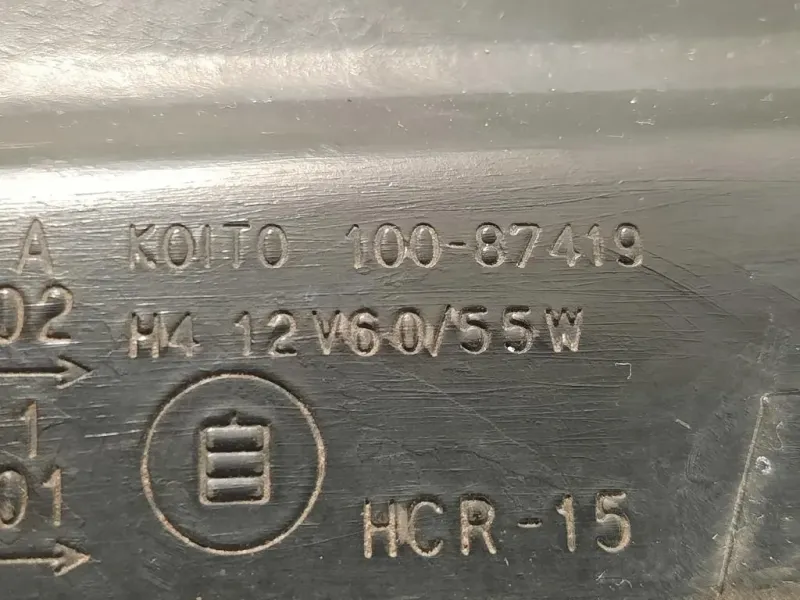 A KOITO 100-87419
02 H4 12V60/55W
→
1
01 HCR-15
→